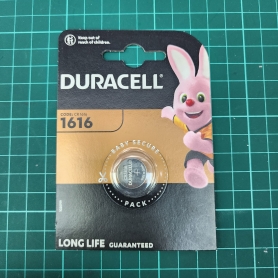 Keep out of
reach of children.
DURACELL
1616
BABY SECURE
PACK
LONG LIFE GUARANTEED